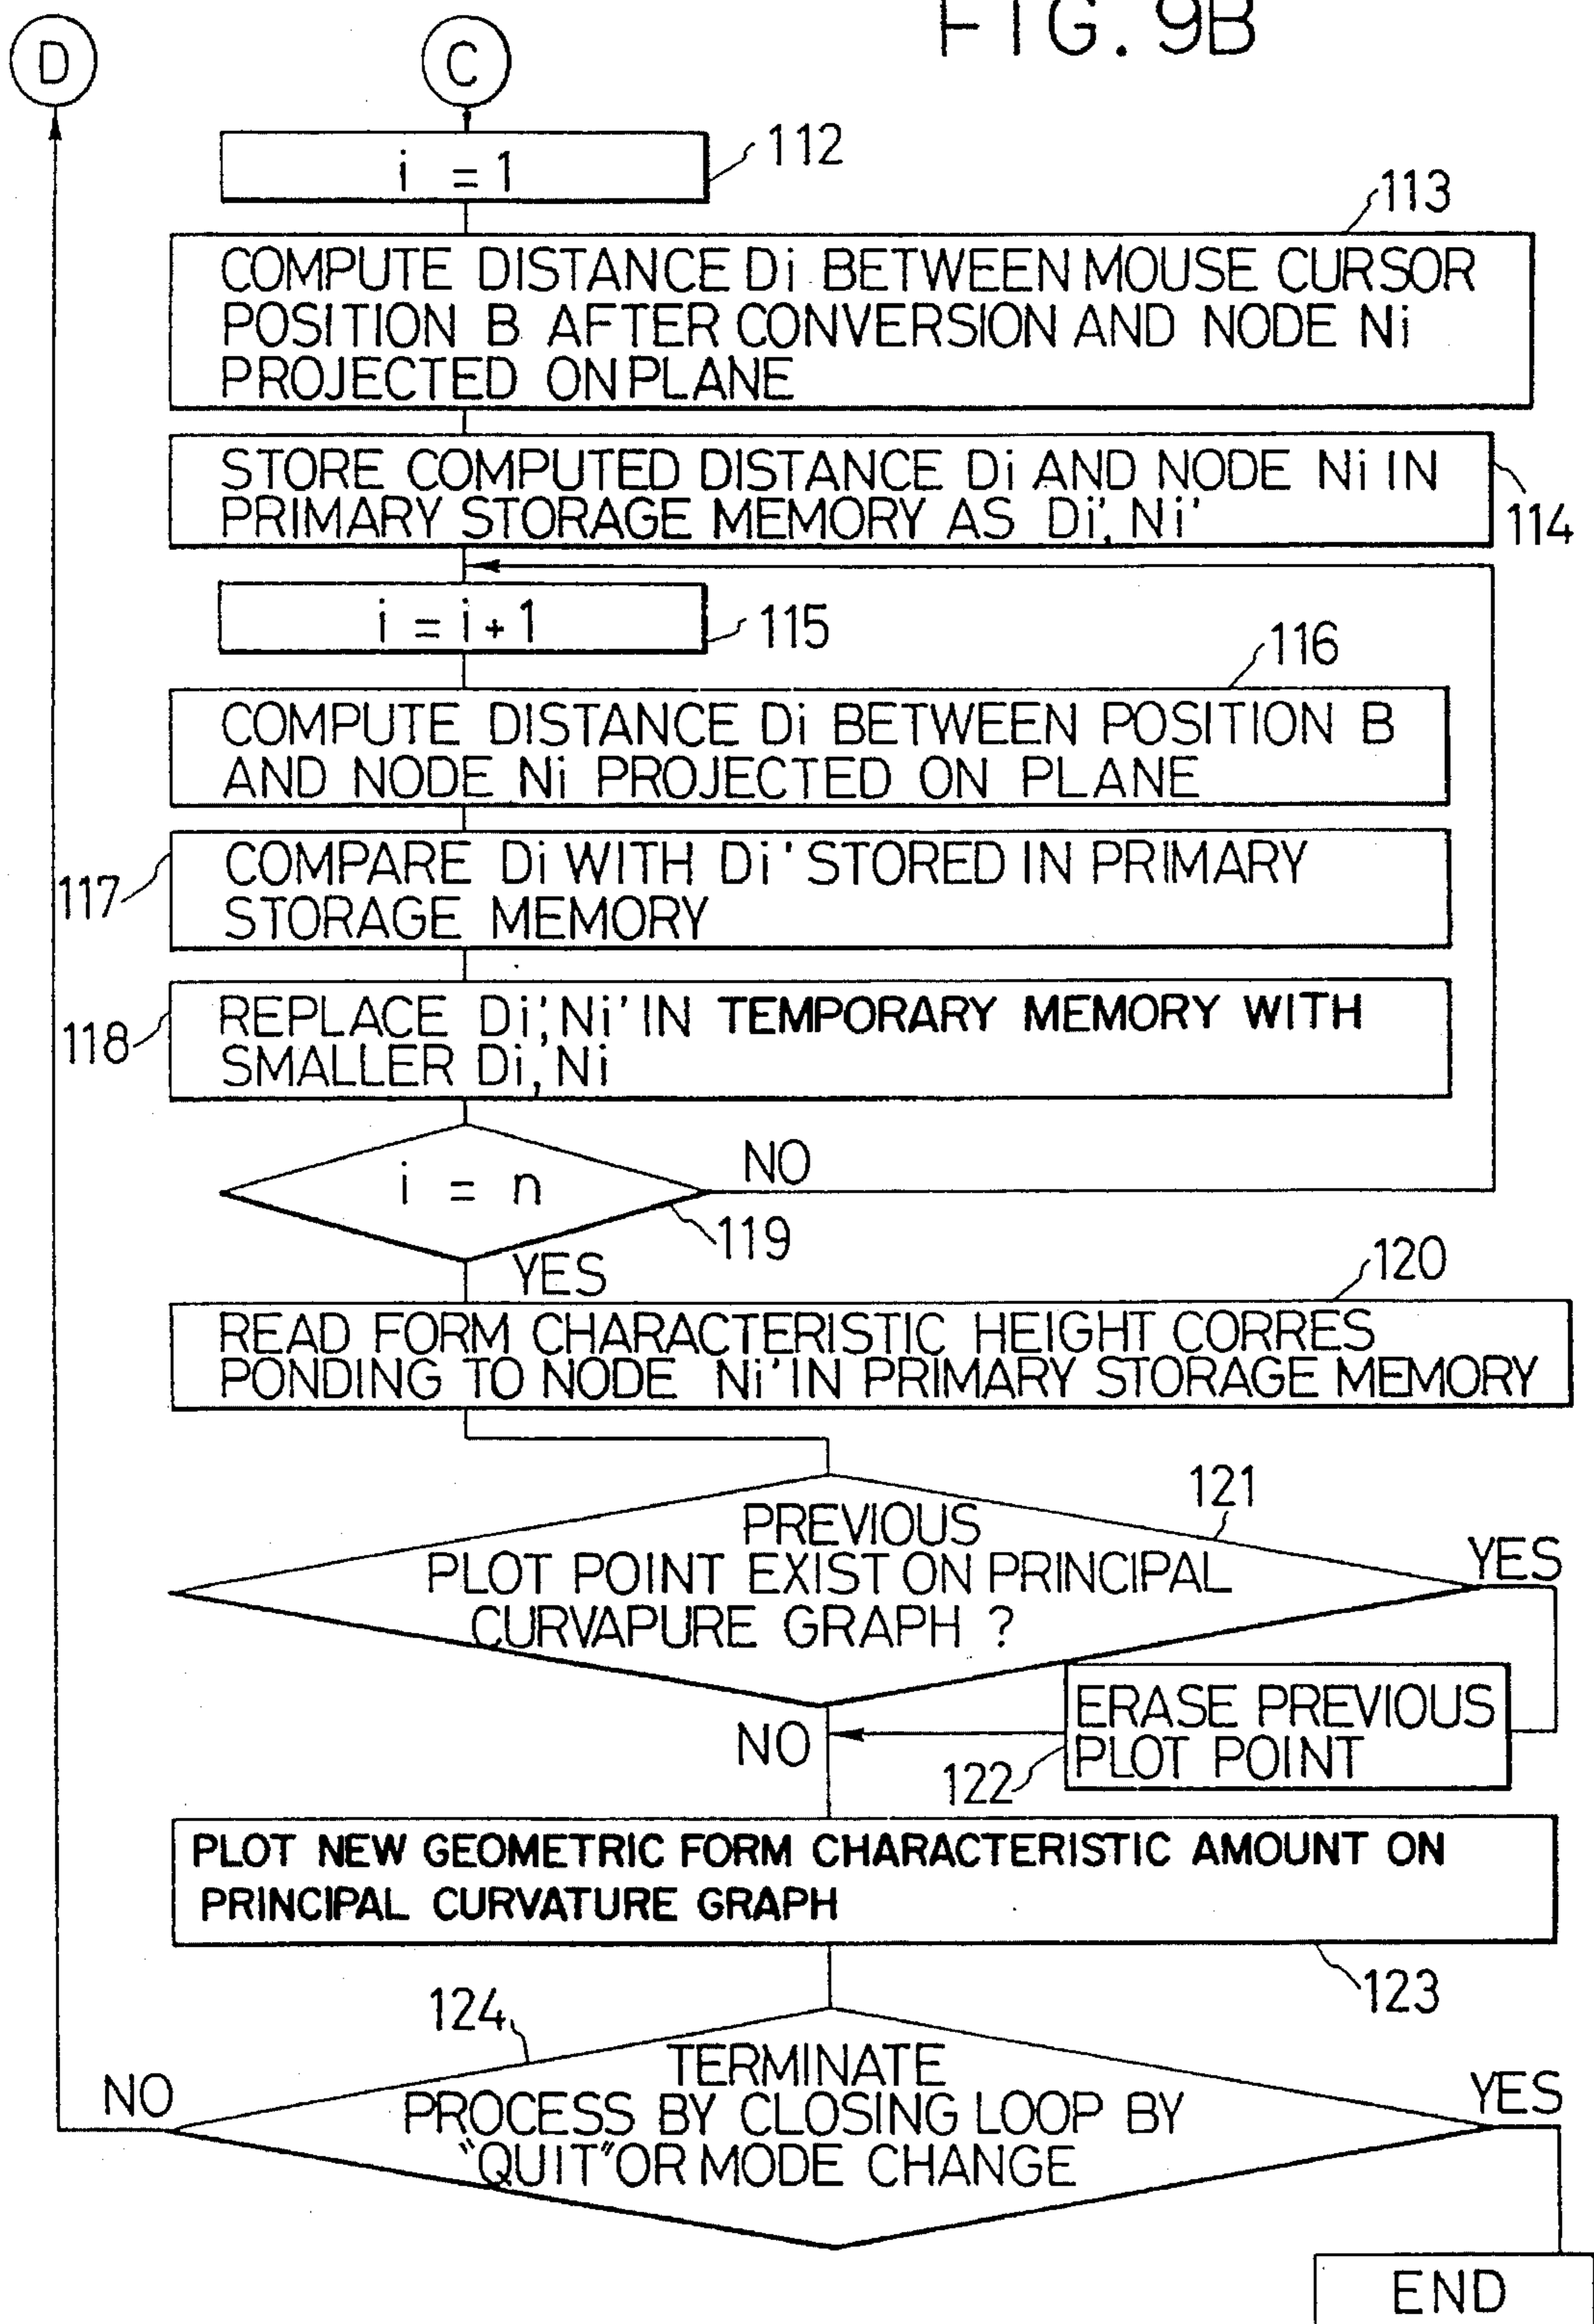 FIG. 9B
D
C
i = 1
112
113
COMPUTE DISTANCE Di BETWEEN MOUSE CURSOR
POSITION B AFTER CONVERSION AND NODE Ni
PROJECTED ON PLANE
STORE COMPUTED DISTANCE Di AND NODE Ni IN
PRIMARY STORAGE MEMORY AS Di', Ni'
114
i = i + 1
115
116
COMPUTE DISTANCE Di BETWEEN POSITION B
AND NODE Ni PROJECTED ON PLANE
117
COMPARE Di WITH Di' STORED IN PRIMARY
STORAGE MEMORY
118
REPLACE Di', Ni' IN TEMPORARY MEMORY WITH
SMALLER Di, Ni
i = n
NO
119
YES
120
READ FORM CHARACTERISTIC HEIGHT CORRES
PONDING TO NODE Ni' IN PRIMARY STORAGE MEMORY
121
PREVIOUS
PLOT POINT EXIST ON PRINCIPAL
CURVAPURE GRAPH ?
YES
NO
ERASE PREVIOUS
PLOT POINT
122
PLOT NEW GEOMETRIC FORM CHARACTERISTIC AMOUNT ON
PRINCIPAL CURVATURE GRAPH
123
124
TERMINATE
PROCESS BY CLOSING LOOP BY
"QUIT" OR MODE CHANGE
NO
YES
END